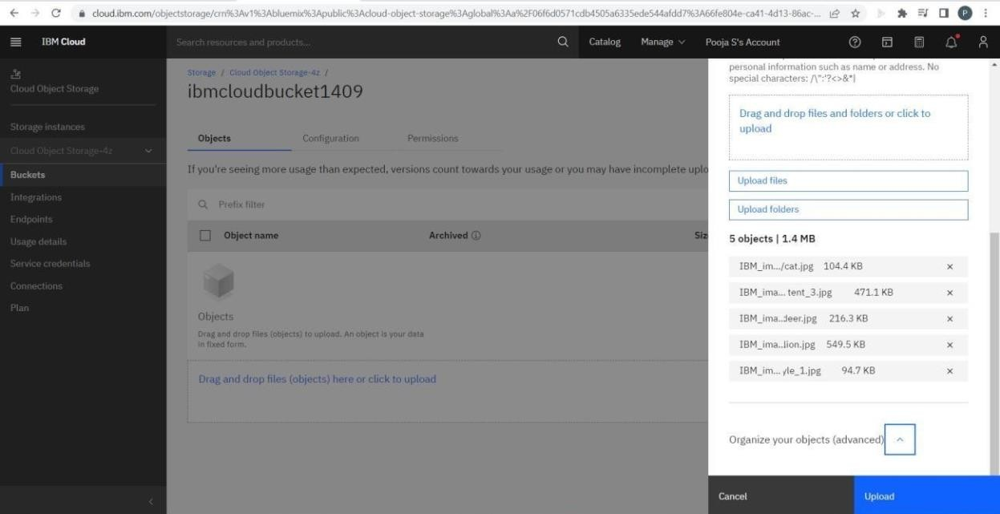 cloud.ibm.com/objectstorage/crn%3Av1%3Abluemix%3Apublic%3Acloud-object-storage%3Aglobal%3Aa%2F06f6d0571cdb4505a6335ede544afdd7%3A66fe804e-ca41-4d13-86ac-...
P
IBM Cloud
Search resources and products...
Catalog
Manage
Pooja S's Account
Cloud Object Storage
Storage instances
Cloud Object Storage-4z
Buckets
Integrations
Endpoints
Usage details
Service credentials
Connections
Plan
Storage / Cloud Object Storage-4z /
ibmcloudbucket1409
Objects
Configuration
Permissions
If you're seeing more usage than expected, versions count towards your usage or you may have incomplete uplo
Prefix filter
Object name
Archived
Siz
Objects
Drag and drop files (objects) to upload. An object is your data
in fixed form.
Drag and drop files (objects) here or click to upload
personal information such as name or address. No
special characters: /\":'?<>&*|
Drag and drop files and folders or click to
upload
Upload files
Upload folders
5 objects | 1.4 MB
IBM_im.../cat.jpg 104.4 KB
IBM_ima... tent_3.jpg 471.1 KB
IBM_ima...deer.jpg 216.3 KB
IBM_ima...lion.jpg 549.5 KB
IBM_im... yle_1.jpg 94.7 KB
Organize your objects (advanced)
Cancel
Upload